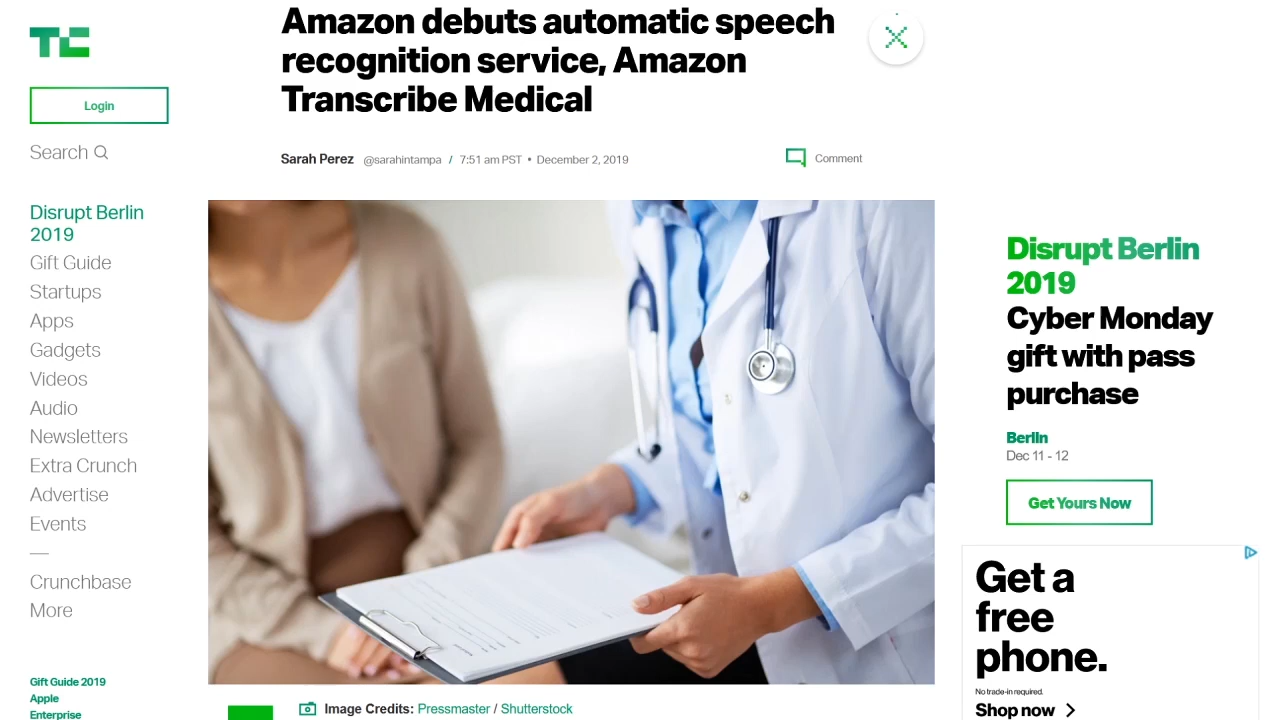 TC
Login
Search
Disrupt Berlin
2019
Gift Guide
Startups
Apps
Gadgets
Videos
Audio
Newsletters
Extra Crunch
Advertise
Events
—
Crunchbase
More
Gift Guide 2019
Apple
Enterprise
Amazon debuts automatic speech
recognition service, Amazon
Transcribe Medical
Sarah Perez @sarahintampa / 7:51 am PST • December 2, 2019
Comment
Image Credits: Pressmaster / Shutterstock
Disrupt Berlin
2019
Cyber Monday
gift with pass
purchase
Berlin
Dec 11 - 12
Get Yours Now
Get a
free
phone.
No trade-in required.
Shop now